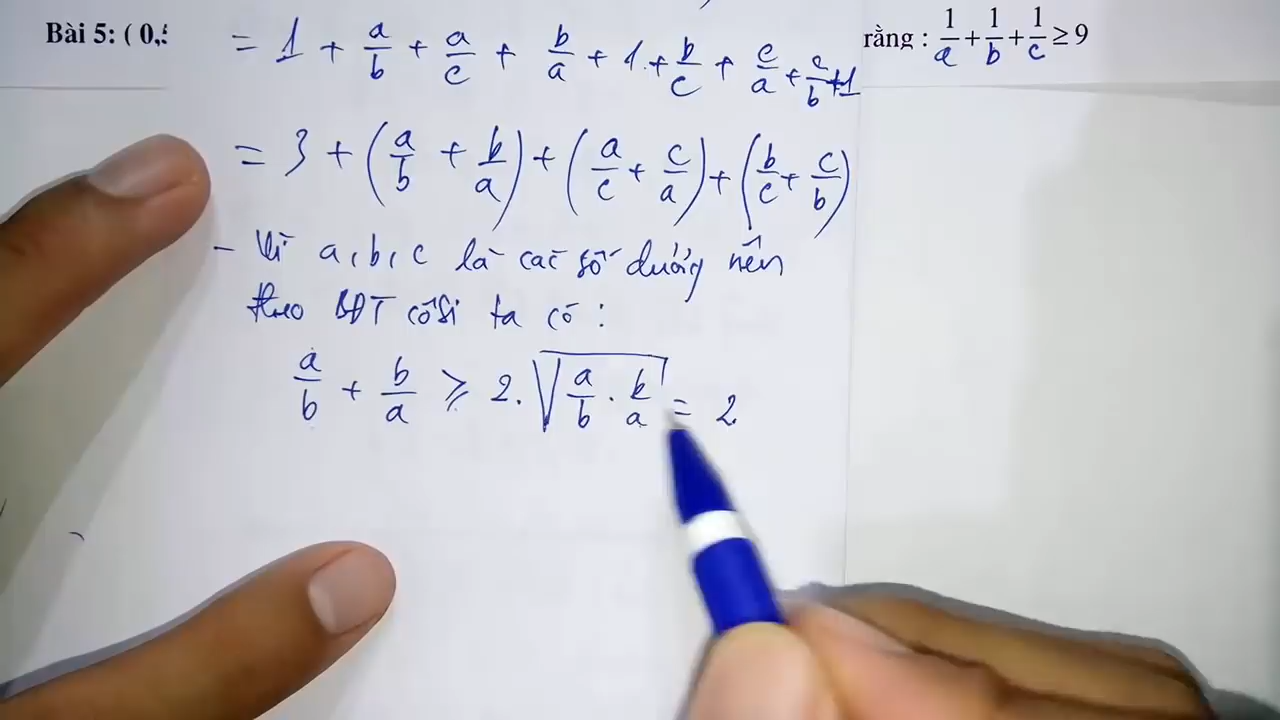 Bài 5: ( 0,5 rằng : 1/a + 1/b + 1/c ≥ 9
= 1 + a/b + a/c + b/a + 1 + b/c + c/a + c/b + 1
= 3 + (a/b + b/a) + (a/c + c/a) + (b/c + c/b)
- Vì a, b, c là các số dương nên
theo BĐT côsi ta có :
a/b + b/a ≥ 2.√(a/b . b/a) = 2